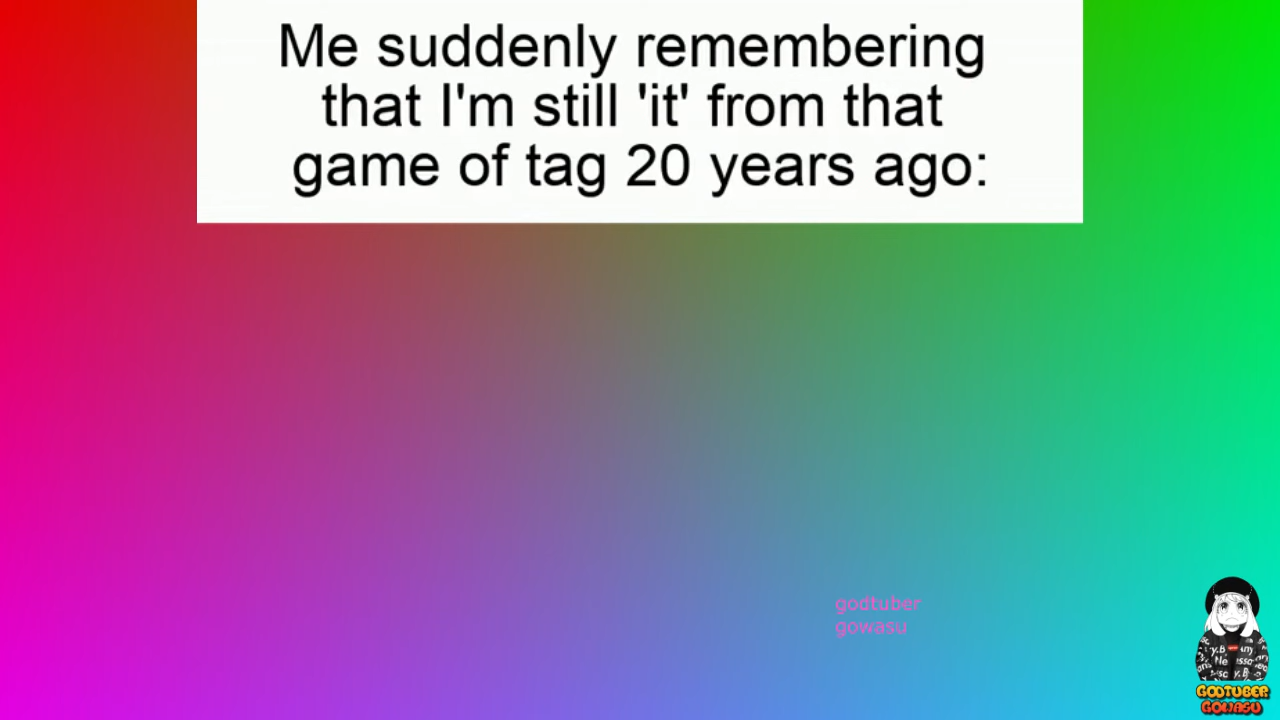 Me suddenly remembering
that I'm still 'it' from that
game of tag 20 years ago:
godtuber
gowasu
GODTUBER
GOWASU